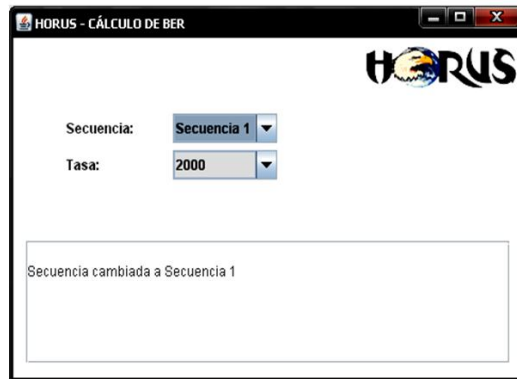 HORUS - CÁLCULO DE BER
HORUS
Secuencia: Secuencia 1
Tasa: 2000
Secuencia cambiada a Secuencia 1